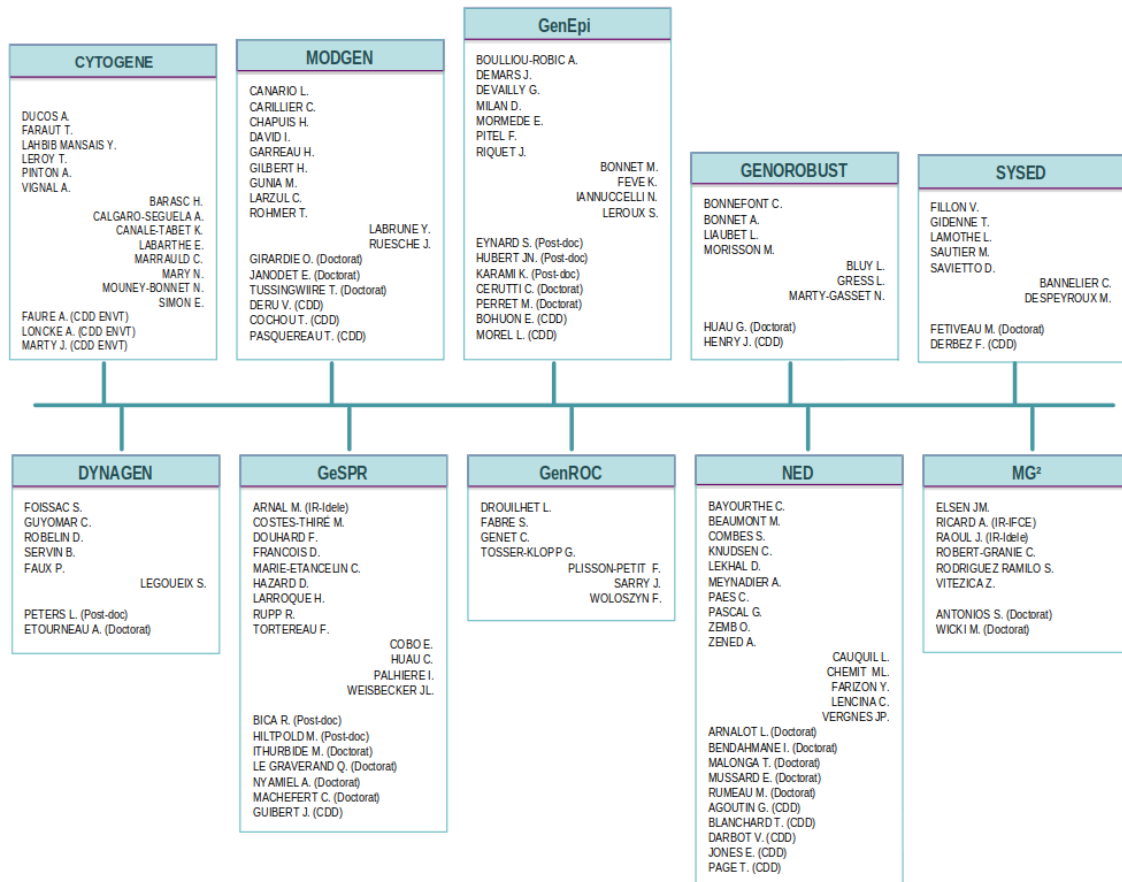 CYTOGENE
DUCOS A.
FARAUT T.
LAHBIB MANSAIS Y.
LEROY T.
PINTON A.
VIGNAL A.
BARASC H.
CALGARO-SEGUELA A.
CANALE-TABET K.
LABARTHE E.
MARRAULD C.
MARY N.
MOUNEY-BONNET N.
SIMON E.
FAURE A. (CDD ENVT)
LONCKE A. (CDD ENVT)
MARTY J. (CDD ENVT)
MODGEN
CANARIO L.
CARILLIER C.
CHAPUIS H.
DAVID I.
GARREAU H.
GILBERT H.
GUNIA M.
LARZUL C.
ROHMER T.
LABRUNE Y.
RUESCHE J.
GIRARDIE O. (Doctorat)
JANODET E. (Doctorat)
TUSSINGWIIRE T. (Doctorat)
DERU V. (CDD)
COCHOU T. (CDD)
PASQUEREAU T. (CDD)
GenEpi
BOULLIOU-ROBIC A.
DEMARS J.
DEVAILLY G.
MILAN D.
MORMEDE E.
PITEL F.
RIQUET J.
BONNET M.
FEVE K.
IANNUCCELLI N.
LEROUX S.
EYNARD S. (Post-doc)
HUBERT JN. (Post-doc)
KARAMI K. (Post-doc)
CERUTTI C. (Doctorat)
PERRET M. (Doctorat)
BOHUON E. (CDD)
MOREL L. (CDD)
GENOROBUST
BONNEFONT C.
BONNET A.
LIAUBET L.
MORISSON M.
BLUY L.
GRESS L.
MARTY-GASSET N.
HUAU G. (Doctorat)
HENRY J. (CDD)
SYSED
FILLON V.
GIDENNE T.
LAMOTHE L.
SAUTIER M.
SAVIETTO D.
BANNELIER C.
DESPEYROUX M.
FETIVEAU M. (Doctorat)
DERBEZ F. (CDD)
DYNAGEN
FOISSAC S.
GUYOMAR C.
ROBELIN D.
SERVIN B.
FAUX P.
LEGOUEIX S.
PETERS L. (Post-doc)
ETOURNEAU A. (Doctorat)
GeSPR
ARNAL M. (IR-Idele)
COSTES-THIRÉ M.
DOUHARD F.
FRANCOIS D.
MARIE-ETANCELIN C.
HAZARD D.
LARROQUE H.
RUPP R.
TORTEREAU F.
COBO E.
HUAU C.
PALHIERE I.
WEISBECKER JL.
BICA R. (Post-doc)
HILTPOLD M. (Post-doc)
ITHURBIDE M. (Doctorat)
LE GRAVERAND Q. (Doctorat)
NYAMIEL A. (Doctorat)
MACHEFERT C. (Doctorat)
GUIBERT J. (CDD)
GenROC
DROUILHET L.
FABRE S.
GENET C.
TOSSER-KLOPP G.
PLISSON-PETIT F.
SARRY J.
WOLOSZYN F.
NED
BAYOURTHE C.
BEAUMONT M.
COMBES S.
KNUDSEN C.
LEKHAL D.
MEYNADIER A.
PAES C.
PASCAL G.
ZEMB O.
ZENED A.
CAUQUIL L.
CHEMIT ML.
FARIZON Y.
LENCINA C.
VERGNES JP.
ARNALOT L. (Doctorat)
BENDAHMANE I. (Doctorat)
MALONGA T. (Doctorat)
MUSSARD E. (Doctorat)
RUMEAU M. (Doctorat)
AGOUTIN G. (CDD)
BLANCHARD T. (CDD)
DARBOT V. (CDD)
JONES E. (CDD)
PAGE T. (CDD)
MG²
ELSEN JM.
RICARD A. (IR-IFCE)
RAOUL J. (IR-Idele)
ROBERT-GRANIE C.
RODRIGUEZ RAMILO S.
VITEZICA Z.
ANTONIOS S. (Doctorat)
WICKI M. (Doctorat)